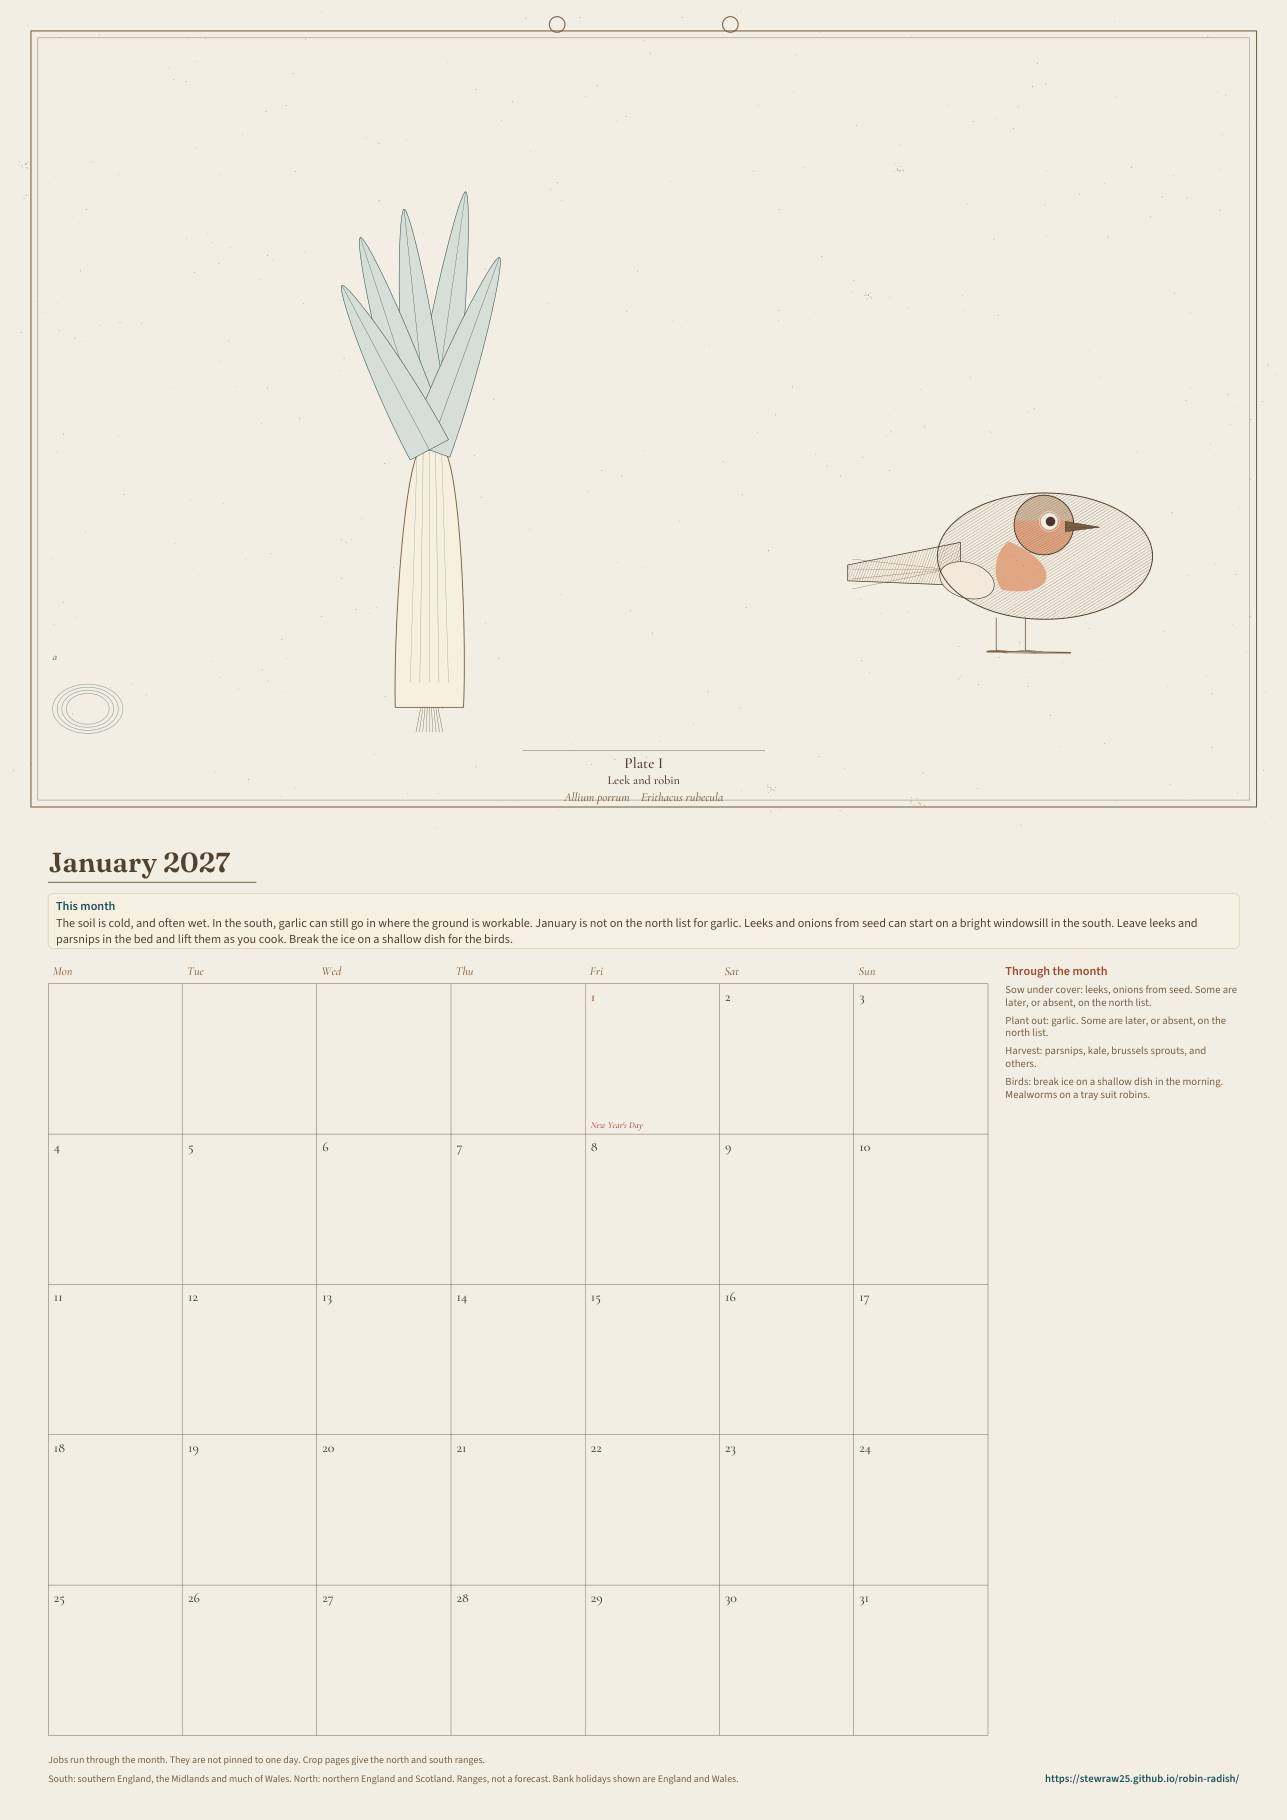 a
Plate I
Leek and robin
Allium porrum Erithacus rubecula
January 2027
This month
The soil is cold, and often wet. In the south, garlic can still go in where the ground is workable. January is not on the north list for garlic. Leeks and onions from seed can start on a bright windowsill in the south. Leave leeks and
parsnips in the bed and lift them as you cook. Break the ice on a shallow dish for the birds.
Mon Tue Wed Thu Fri Sat Sun
1 2 3
New Year's Day
4 5 6 7 8 9 10
11 12 13 14 15 16 17
18 19 20 21 22 23 24
25 26 27 28 29 30 31
Through the month
Sow under cover: leeks, onions from seed. Some are
later, or absent, on the north list.
Plant out: garlic. Some are later, or absent, on the
north list.
Harvest: parsnips, kale, brussels sprouts, and
others.
Birds: break ice on a shallow dish in the morning.
Mealworms on a tray suit robins.
Jobs run through the month. They are not pinned to one day. Crop pages give the north and south ranges.
South: southern England, the Midlands and much of Wales. North: northern England and Scotland. Ranges, not a forecast. Bank holidays shown are England and Wales.
https://stewraw25.github.io/robin-radish/